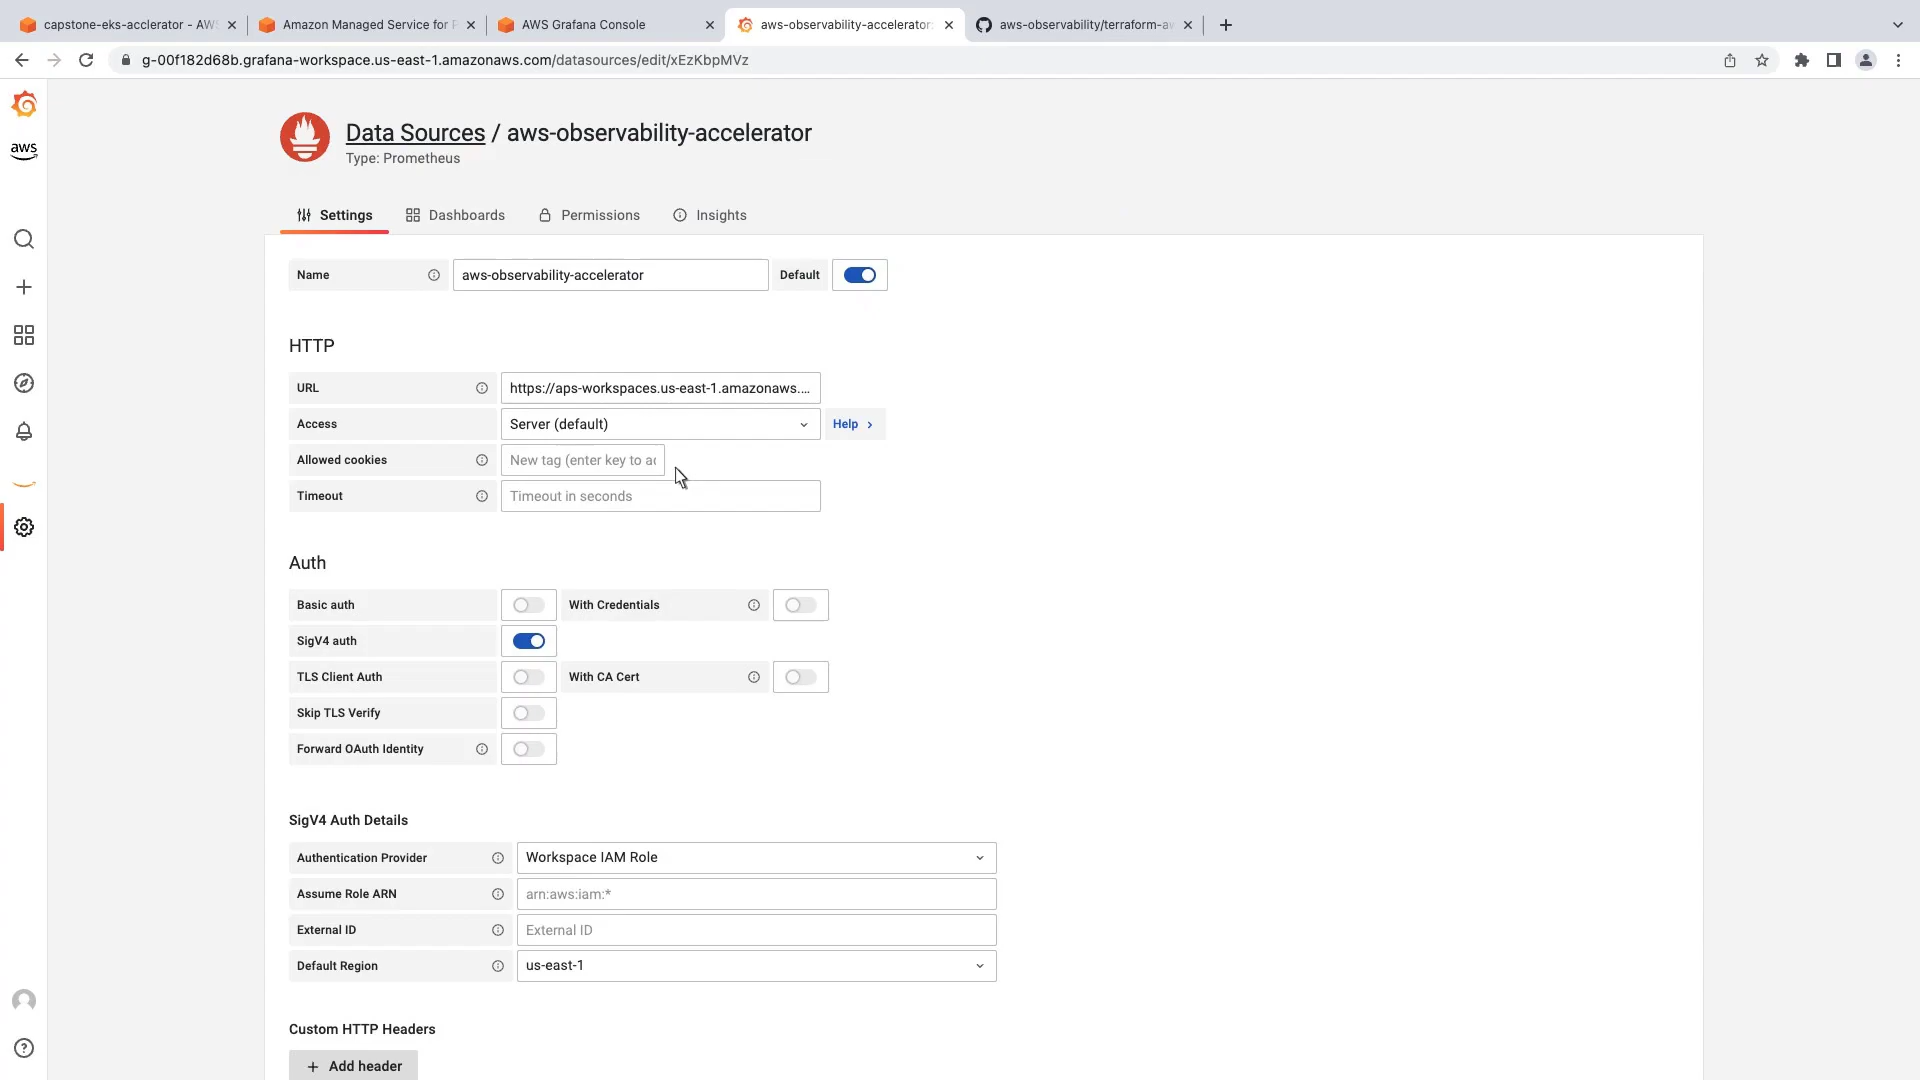 capstone-eks-acclerator - AWS
Amazon Managed Service for P
AWS Grafana Console
aws-observability-accelerator:
aws-observability/terraform-aw
g-00f182d68b.grafana-workspace.us-east-1.amazonaws.com/datasources/edit/xEzKbpMVz
aws
Data Sources / aws-observability-accelerator
Type: Prometheus
Settings
Dashboards
Permissions
Insights
Name
aws-observability-accelerator
Default
HTTP
URL
https://aps-workspaces.us-east-1.amazonaws....
Access
Server (default)
Help
Allowed cookies
New tag (enter key to ac
Timeout
Timeout in seconds
Auth
Basic auth
With Credentials
SigV4 auth
TLS Client Auth
With CA Cert
Skip TLS Verify
Forward OAuth Identity
SigV4 Auth Details
Authentication Provider
Workspace IAM Role
Assume Role ARN
arn:aws:iam:*
External ID
External ID
Default Region
us-east-1
Custom HTTP Headers
+ Add header